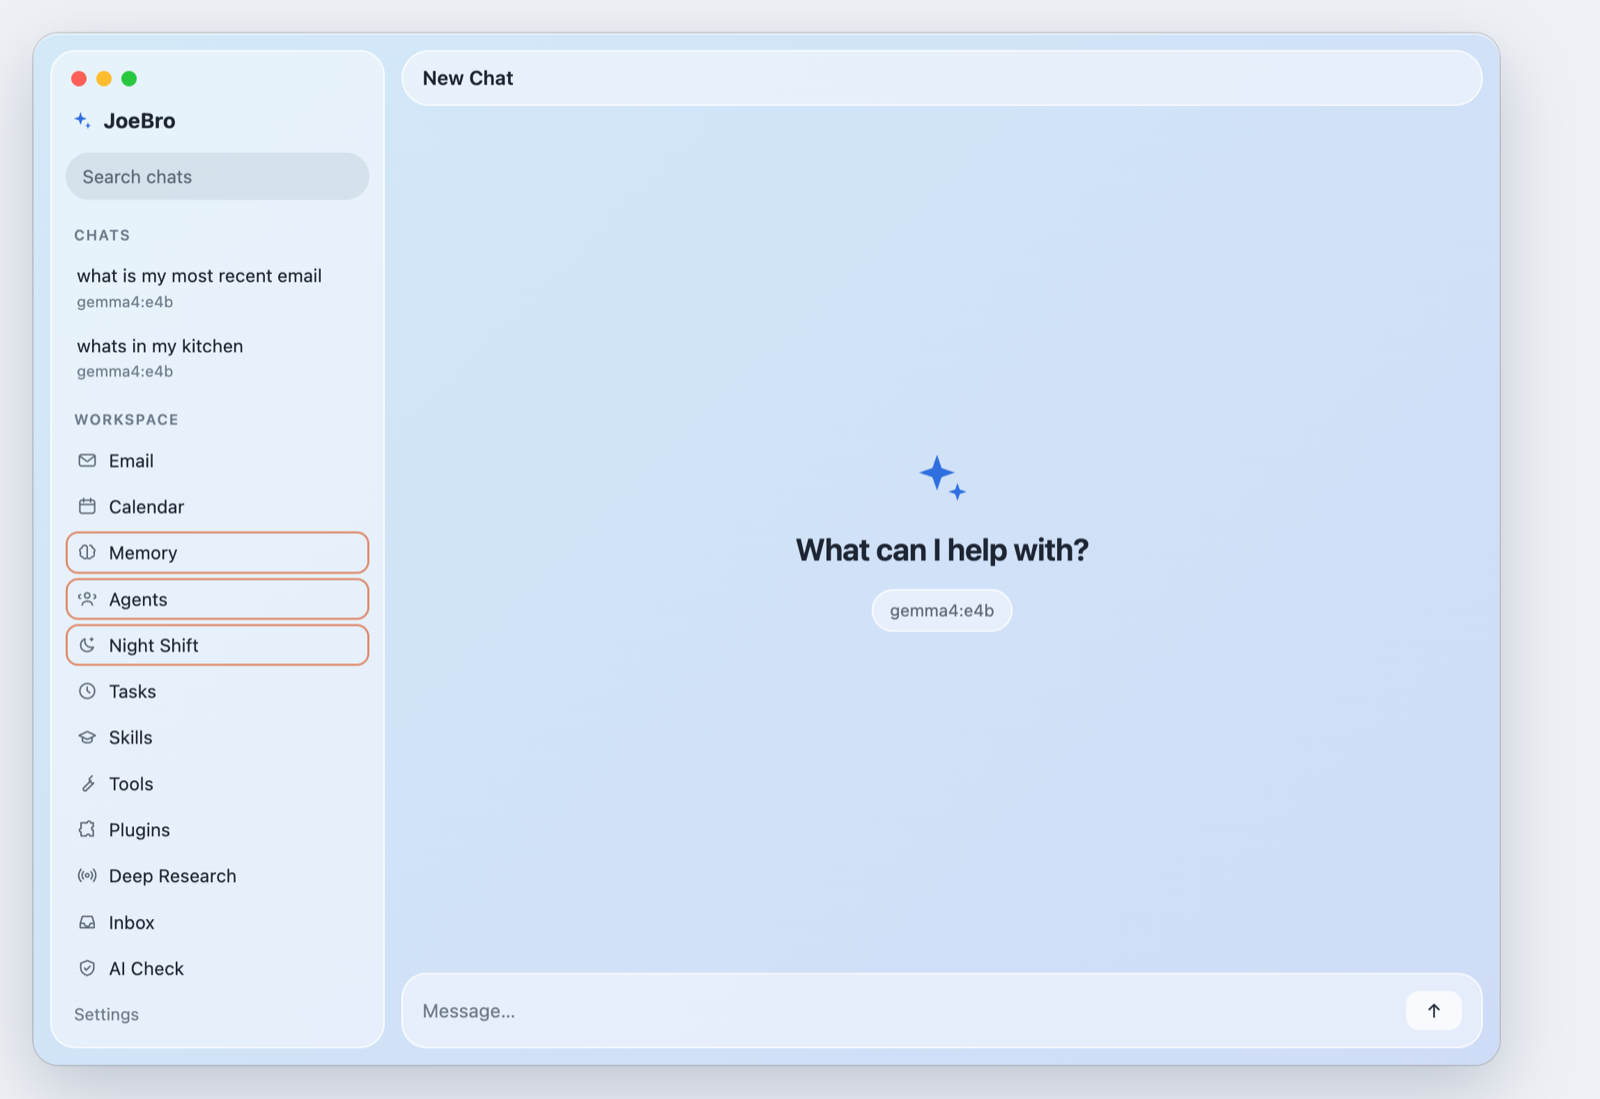 JoeBro
Search chats
CHATS
what is my most recent email
gemma4:e4b
whats in my kitchen
gemma4:e4b
WORKSPACE
Email
Calendar
Memory
Agents
Night Shift
Tasks
Skills
Tools
Plugins
Deep Research
Inbox
AI Check
Settings
New Chat
What can I help with?
gemma4:e4b
Message...